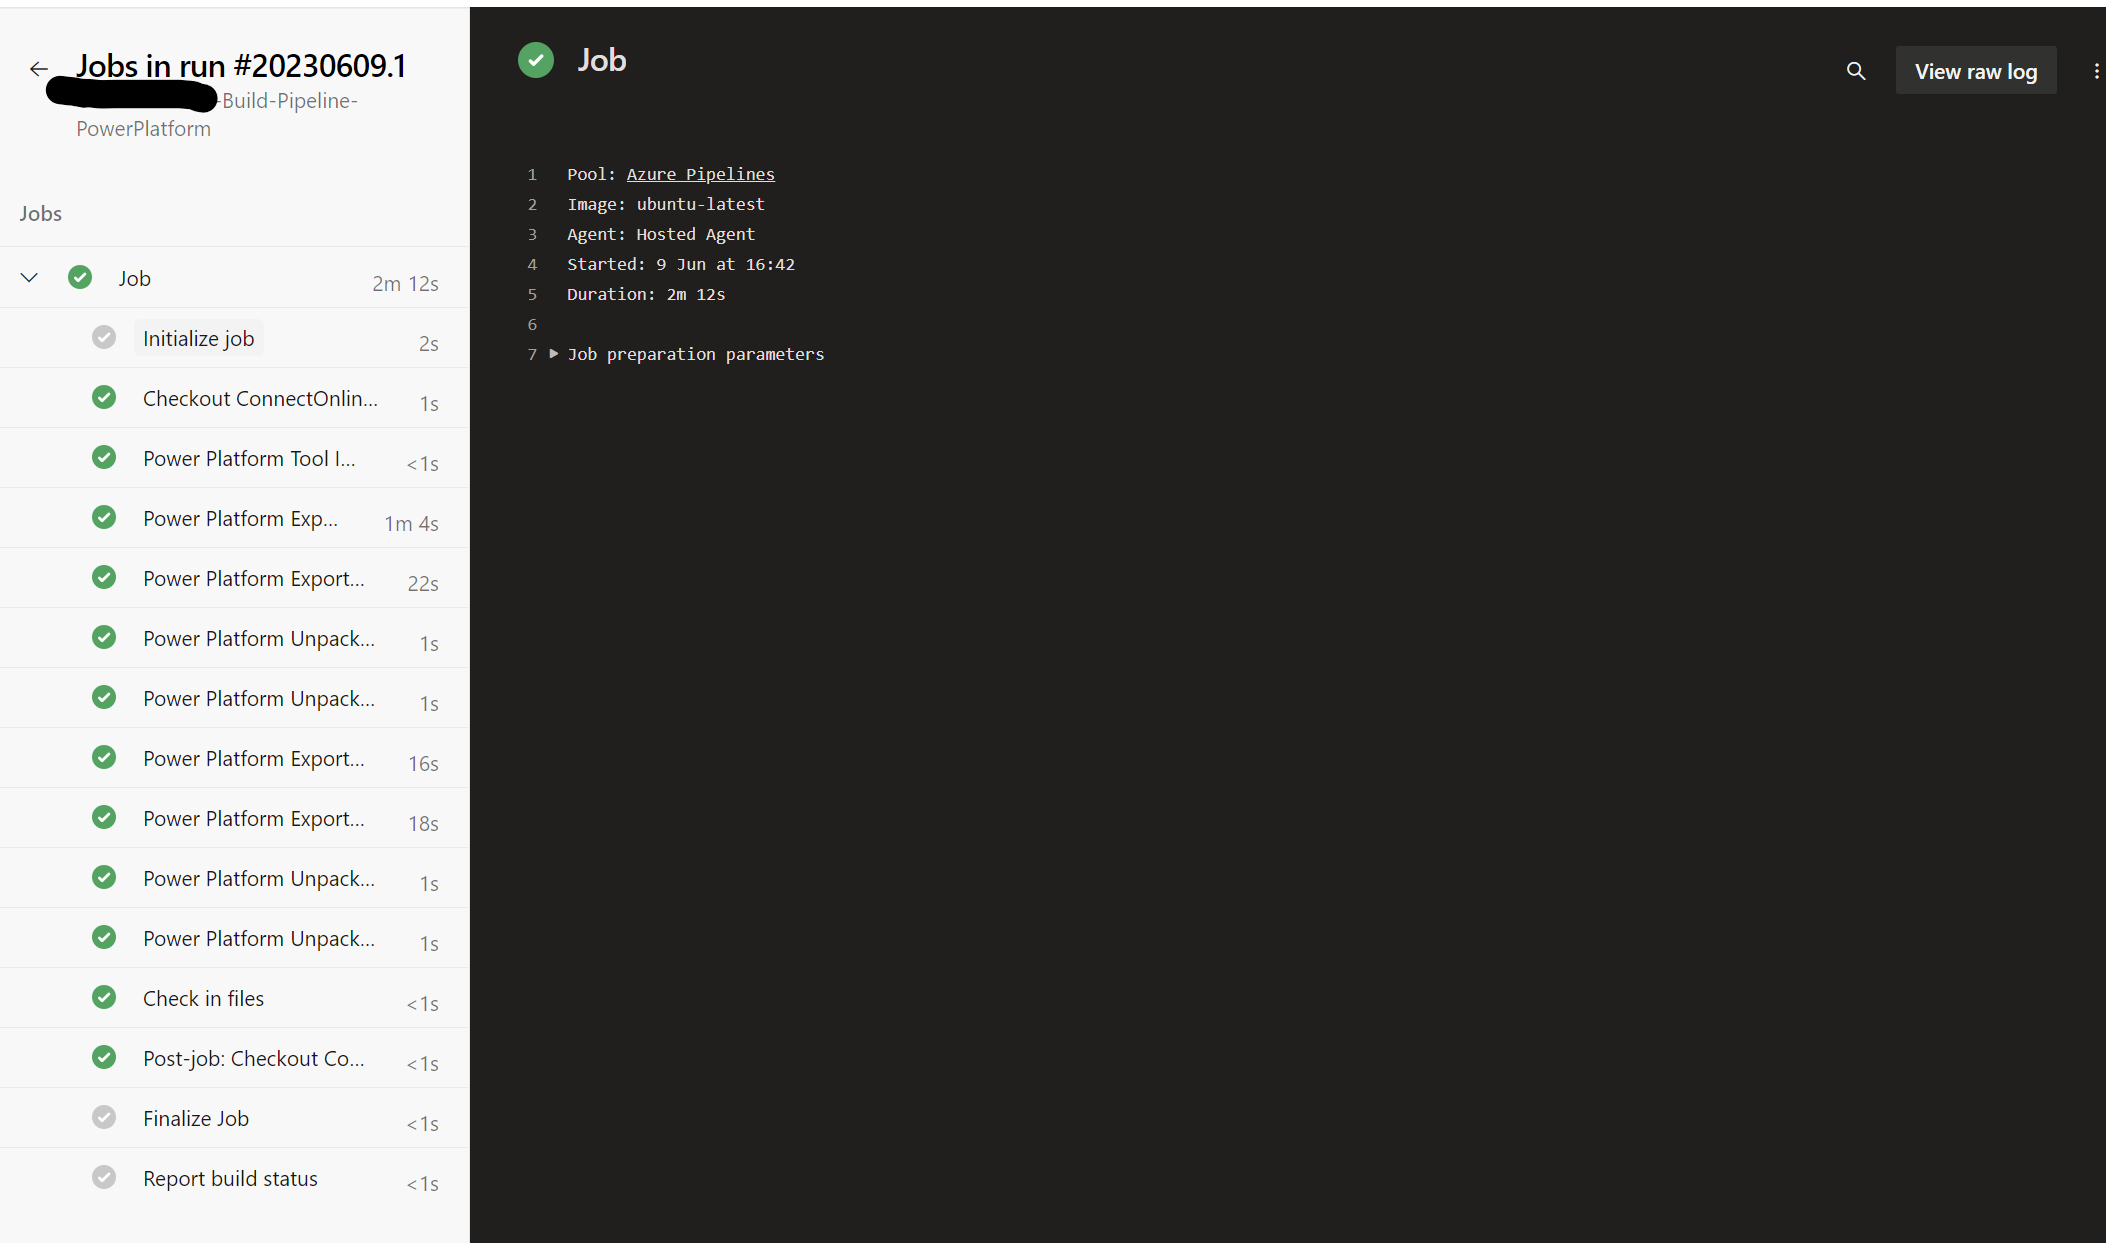 Jobs in run #20230609.1
-Build-Pipeline-
PowerPlatform
Jobs
Job 2m 12s
Initialize job 2s
Checkout ConnectOnlin... 1s
Power Platform Tool I... <1s
Power Platform Exp... 1m 4s
Power Platform Export... 22s
Power Platform Unpack... 1s
Power Platform Unpack... 1s
Power Platform Export... 16s
Power Platform Export... 18s
Power Platform Unpack... 1s
Power Platform Unpack... 1s
Check in files <1s
Post-job: Checkout Co... <1s
Finalize Job <1s
Report build status <1s
Job
View raw log
1 Pool: Azure Pipelines
2 Image: ubuntu-latest
3 Agent: Hosted Agent
4 Started: 9 Jun at 16:42
5 Duration: 2m 12s
6
7 Job preparation parameters